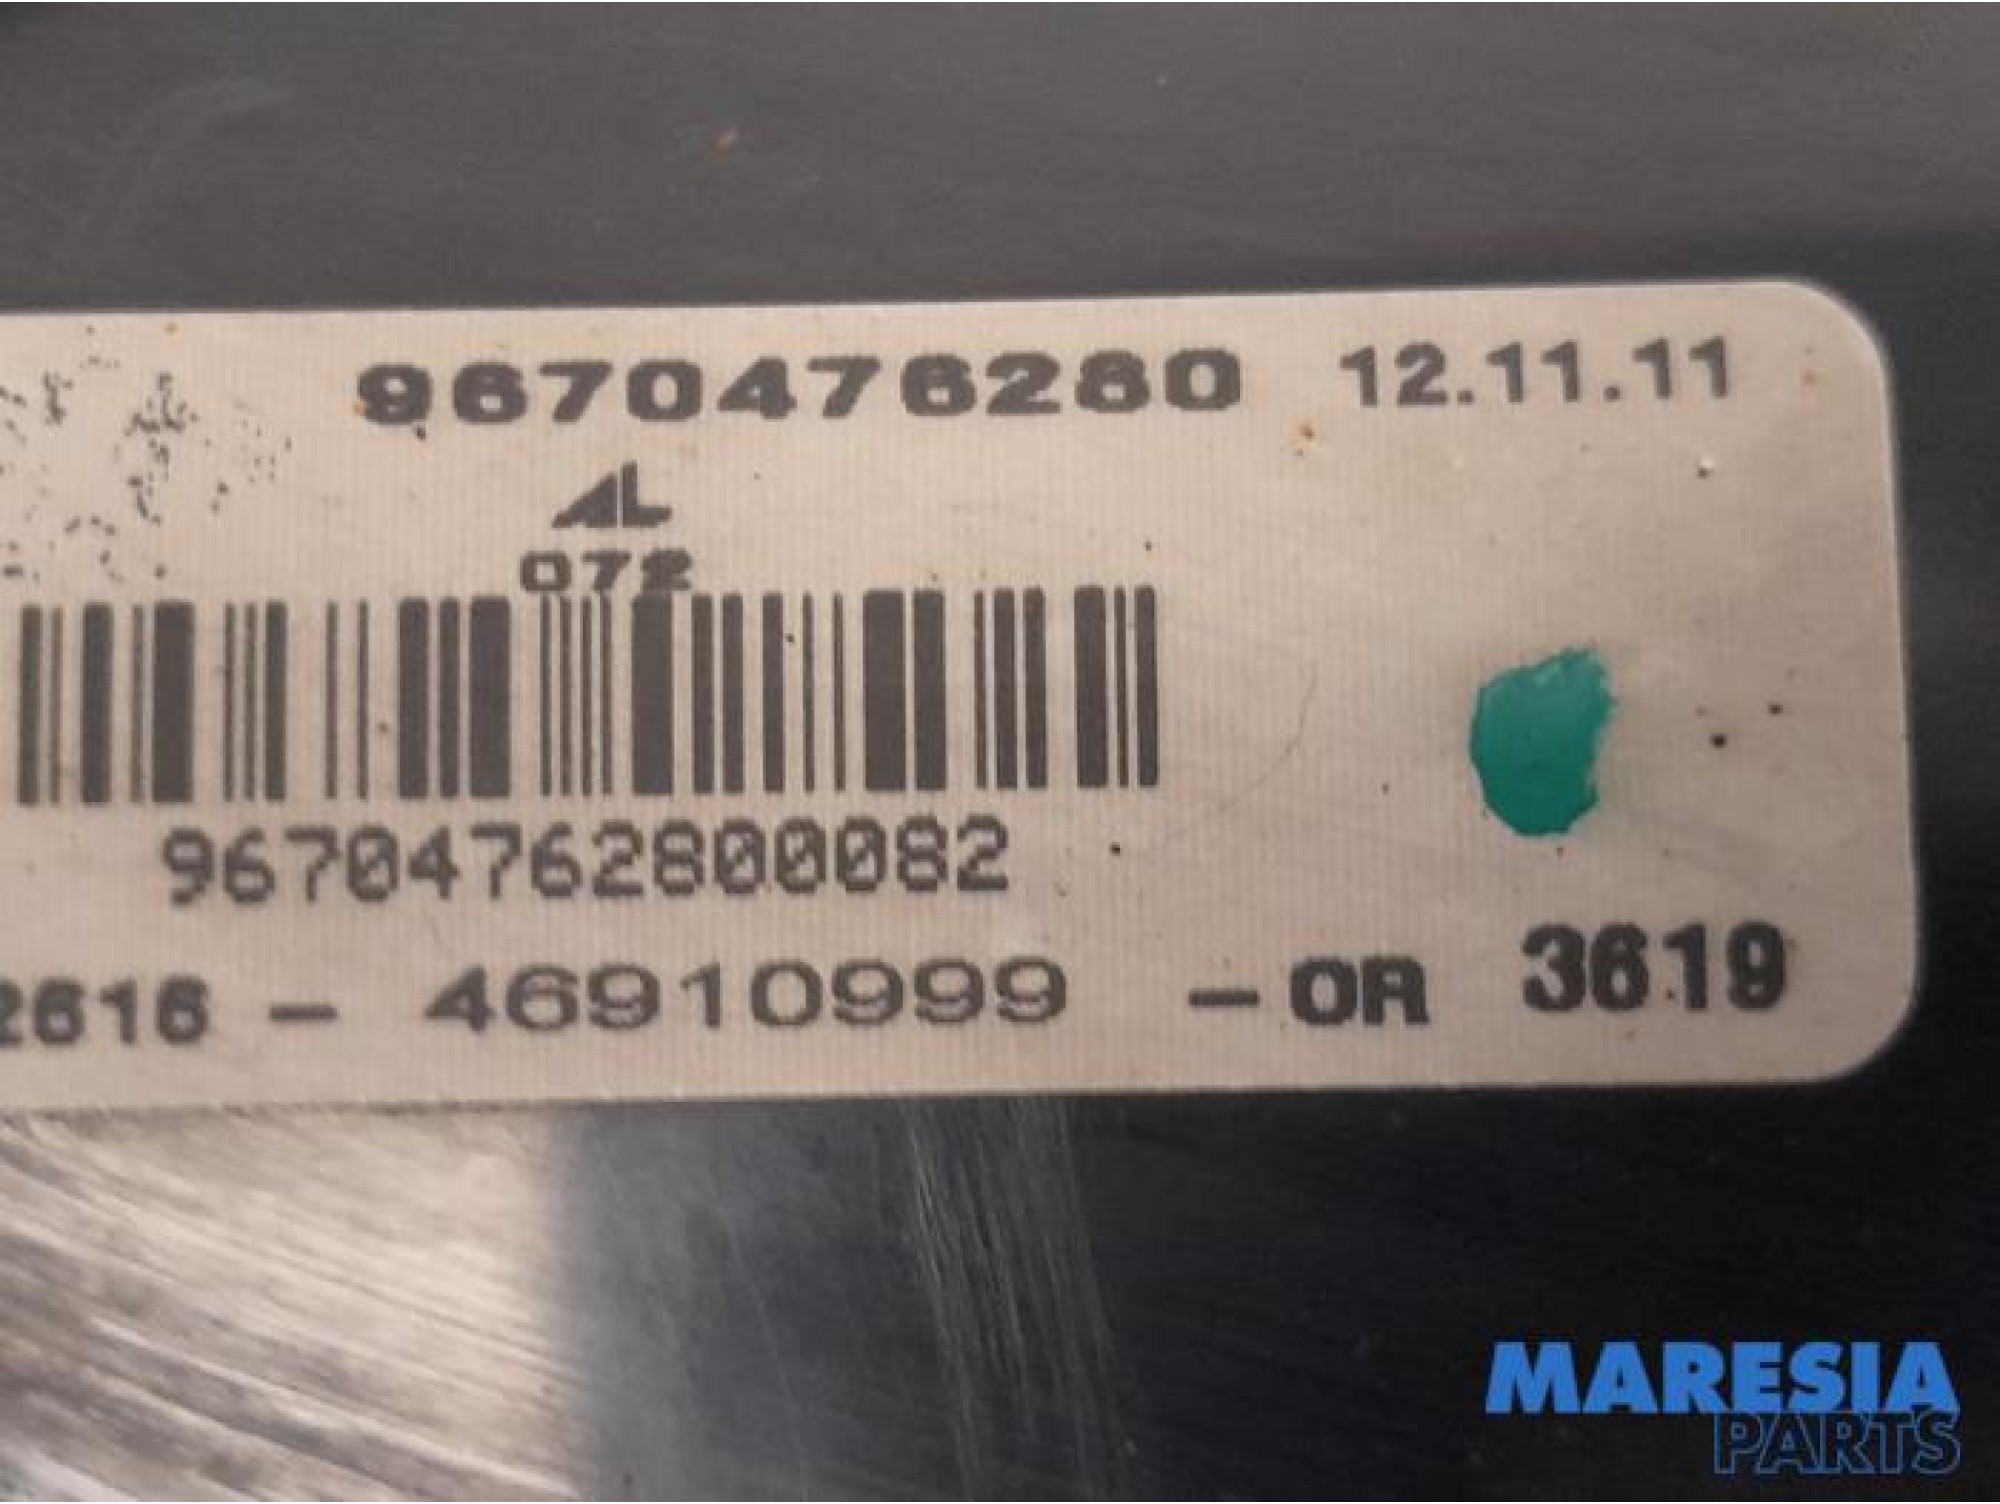 9670476280 12.11.11
AL
072
96704762800082
2616 - 46910999 - OR 3619
MARESIA
PARTS